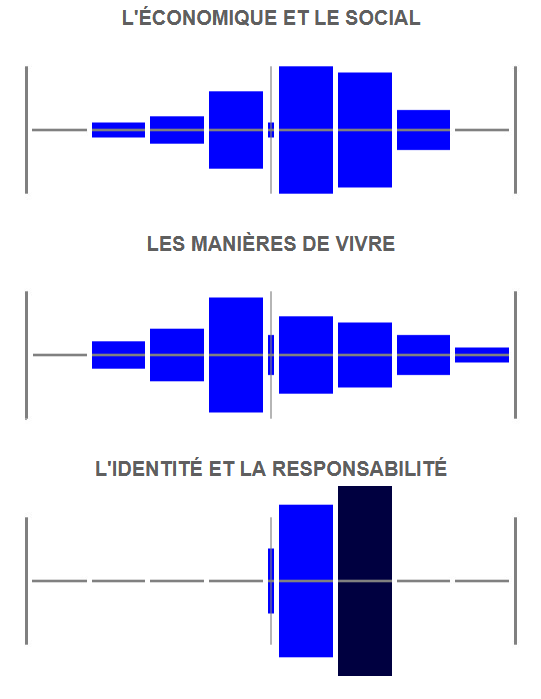 L'ÉCONOMIQUE ET LE SOCIAL
LES MANIÈRES DE VIVRE
L'IDENTITÉ ET LA RESPONSABILITÉ